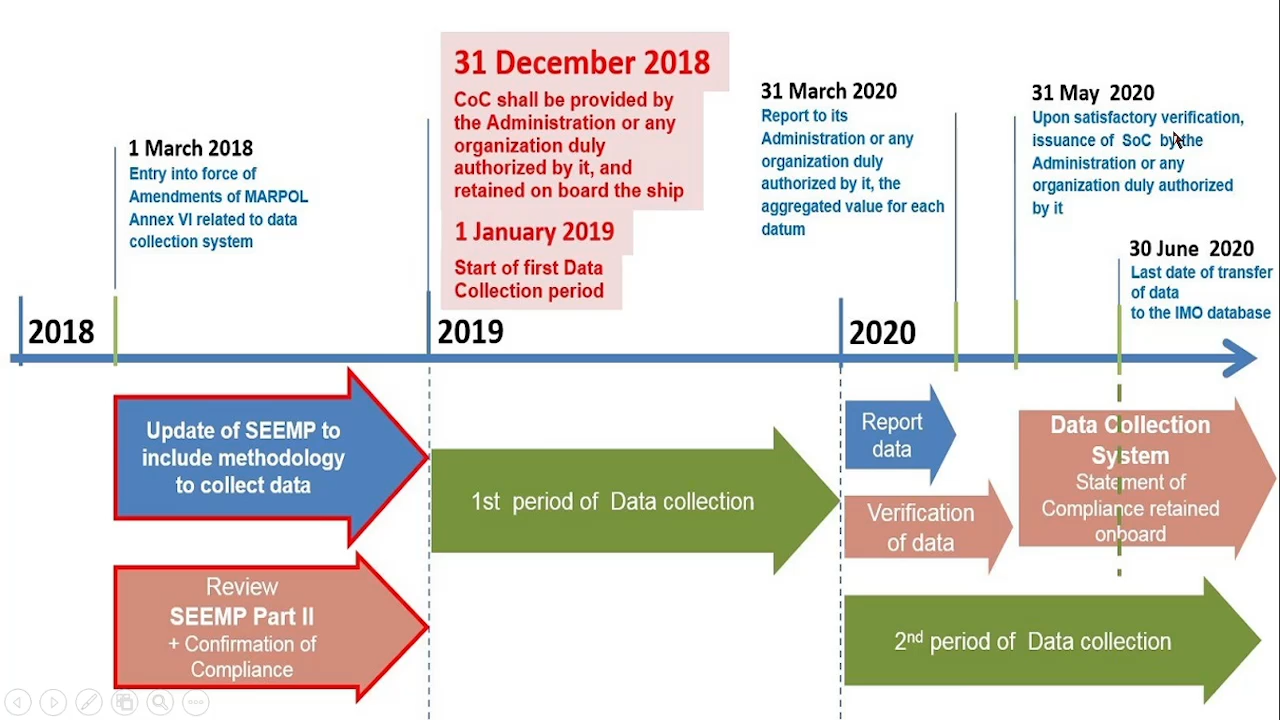 31 December 2018
CoC shall be provided by
the Administration or any
organization duly
authorized by it, and
retained on board the ship
1 January 2019
Start of first Data
Collection period
1 March 2018
Entry into force of
Amendments of MARPOL
Annex VI related to data
collection system
31 March 2020
Report to its
Administration or any
organization duly
authorized by it, the
aggregated value for each
datum
31 May 2020
Upon satisfactory verification,
issuance of SoC by the
Administration or any
organization duly authorized
by it
30 June 2020
Last date of transfer
of data
to the IMO database
2018
2019
2020
Update of SEEMP to
include methodology
to collect data
1st period of Data collection
Report
data
Verification
of data
Data Collection
System
Statement of
Compliance retained
onboard
Review
SEEMP Part II
+ Confirmation of
Compliance
2nd period of Data collection